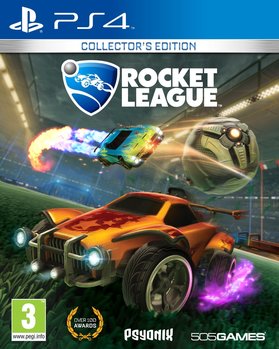 PS4
COLLECTOR'S EDITION
ROCKET
LEAGUE
3
www.pegi.info
OVER 100
AWARDS
PSYONIX
505GAMES